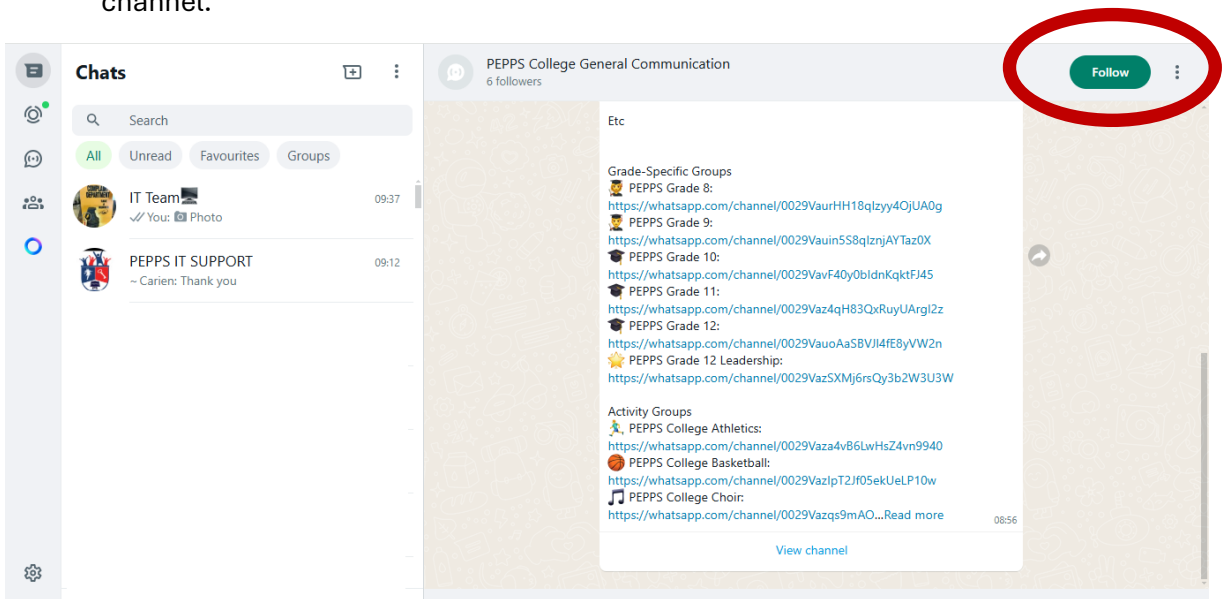 channel.
Chats
Search
All Unread Favourites Groups
IT Team 09:37
You: Photo
PEPPS IT SUPPORT 09:12
~ Carien: Thank you
PEPPS College General Communication
6 followers
Follow
Etc
Grade-Specific Groups
PEPPS Grade 8:
https://whatsapp.com/channel/0029VaurHH18qIzyy4OjUA0g
PEPPS Grade 9:
https://whatsapp.com/channel/0029Vauin5S8qIznjAYTaz0X
PEPPS Grade 10:
https://whatsapp.com/channel/0029VavF40y0bIdnKqktFJ45
PEPPS Grade 11:
https://whatsapp.com/channel/0029Vaz4qH83QxRuyUArgI2z
PEPPS Grade 12:
https://whatsapp.com/channel/0029VauoAaSBVJl4fE8yVW2n
PEPPS Grade 12 Leadership:
https://whatsapp.com/channel/0029VazSXMj6rsQy3b2W3U3W
Activity Groups
PEPPS College Athletics:
https://whatsapp.com/channel/0029Vaza4vB6LwHsZ4vn9940
PEPPS College Basketball:
https://whatsapp.com/channel/0029VazIpT2Jf05ekUeLP10w
PEPPS College Choir:
https://whatsapp.com/channel/0029Vazqs9mAO...Read more 08:56
View channel